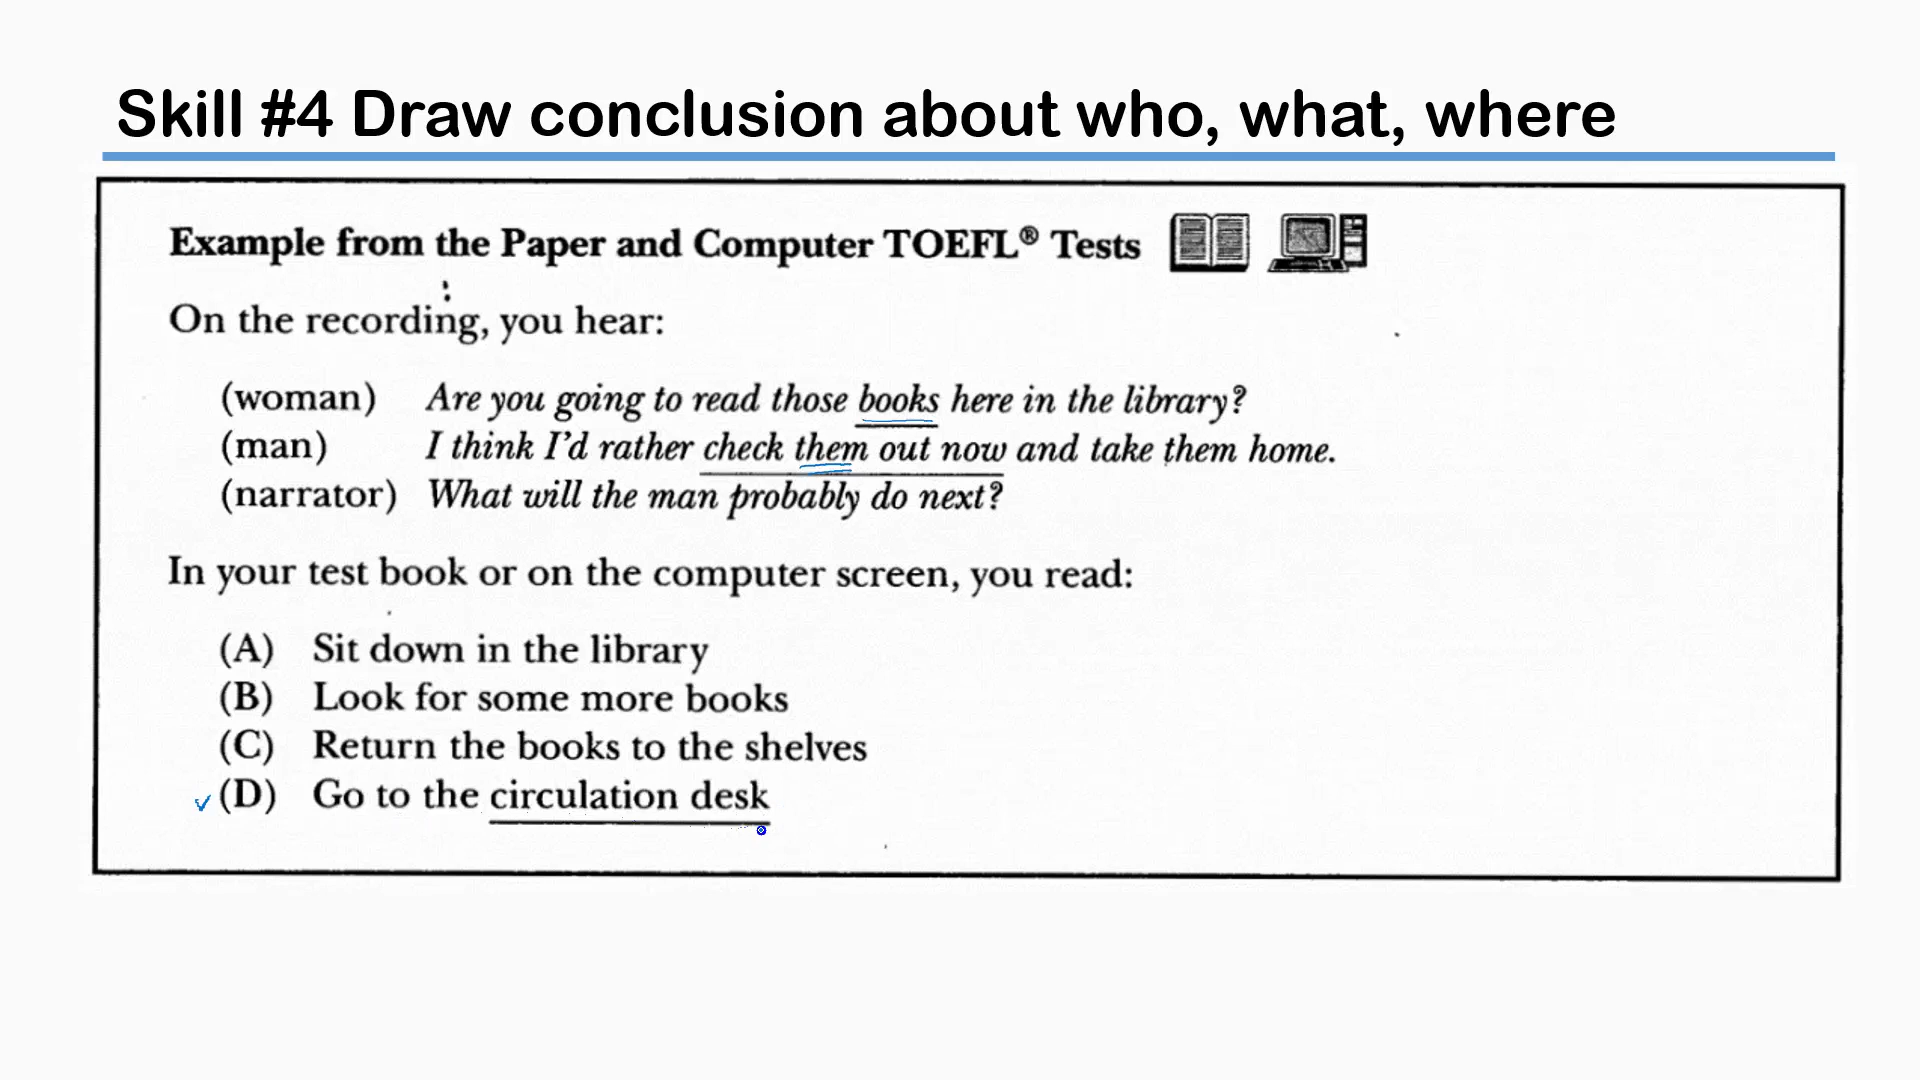 Skill #4 Draw conclusion about who, what, where
Example from the Paper and Computer TOEFL® Tests
On the recording, you hear:
(woman) Are you going to read those books here in the library?
(man) I think I'd rather check them out now and take them home.
(narrator) What will the man probably do next?
In your test book or on the computer screen, you read:
(A) Sit down in the library
(B) Look for some more books
(C) Return the books to the shelves
(D) Go to the circulation desk